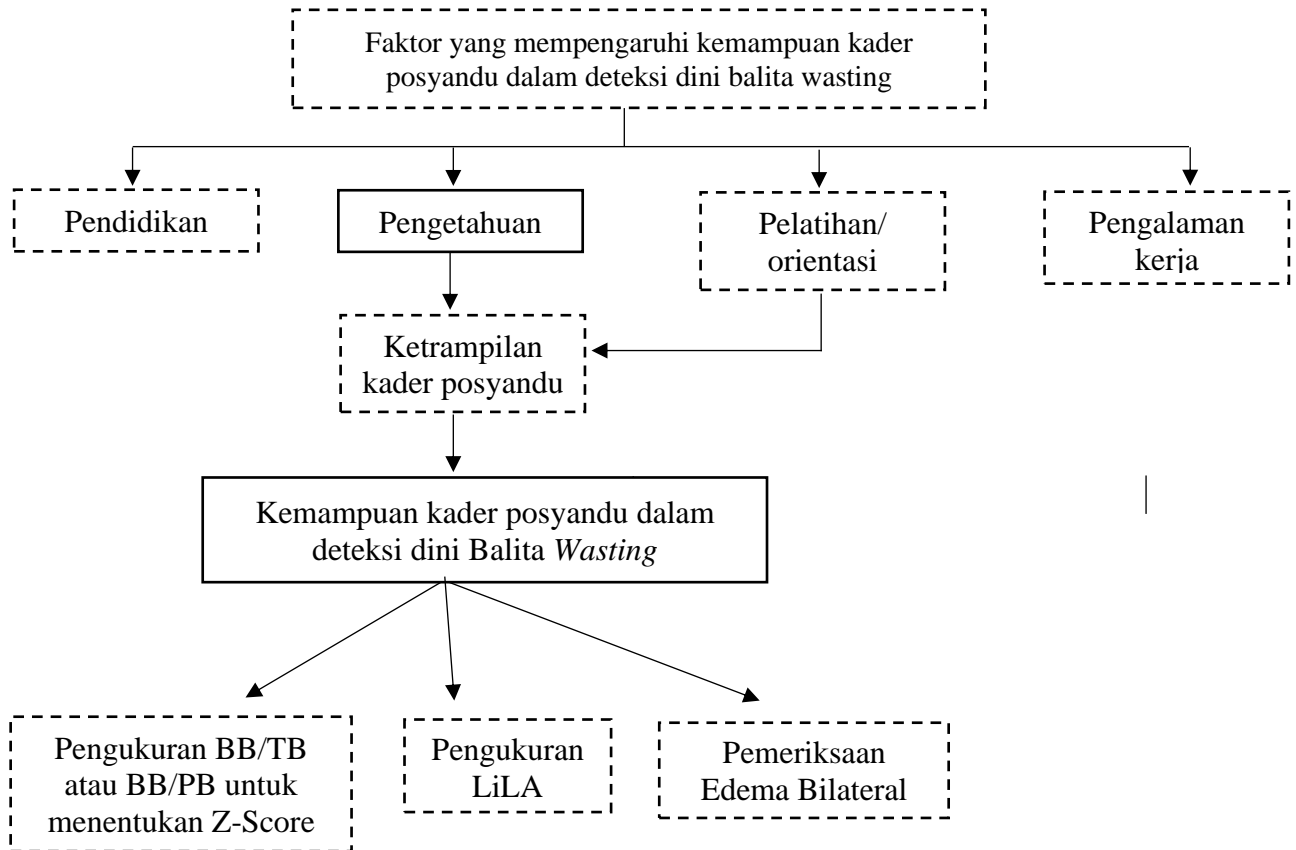 Faktor yang mempengaruhi kemampuan kader
posyandu dalam deteksi dini balita wasting
Pendidikan
Pengetahuan
Pelatihan/
orientasi
Pengalaman
kerja
Ketrampilan
kader posyandu
Kemampuan kader posyandu dalam
deteksi dini Balita Wasting
Pengukuran BB/TB
atau BB/PB untuk
menentukan Z-Score
Pengukuran
LiLA
Pemeriksaan
Edema Bilateral